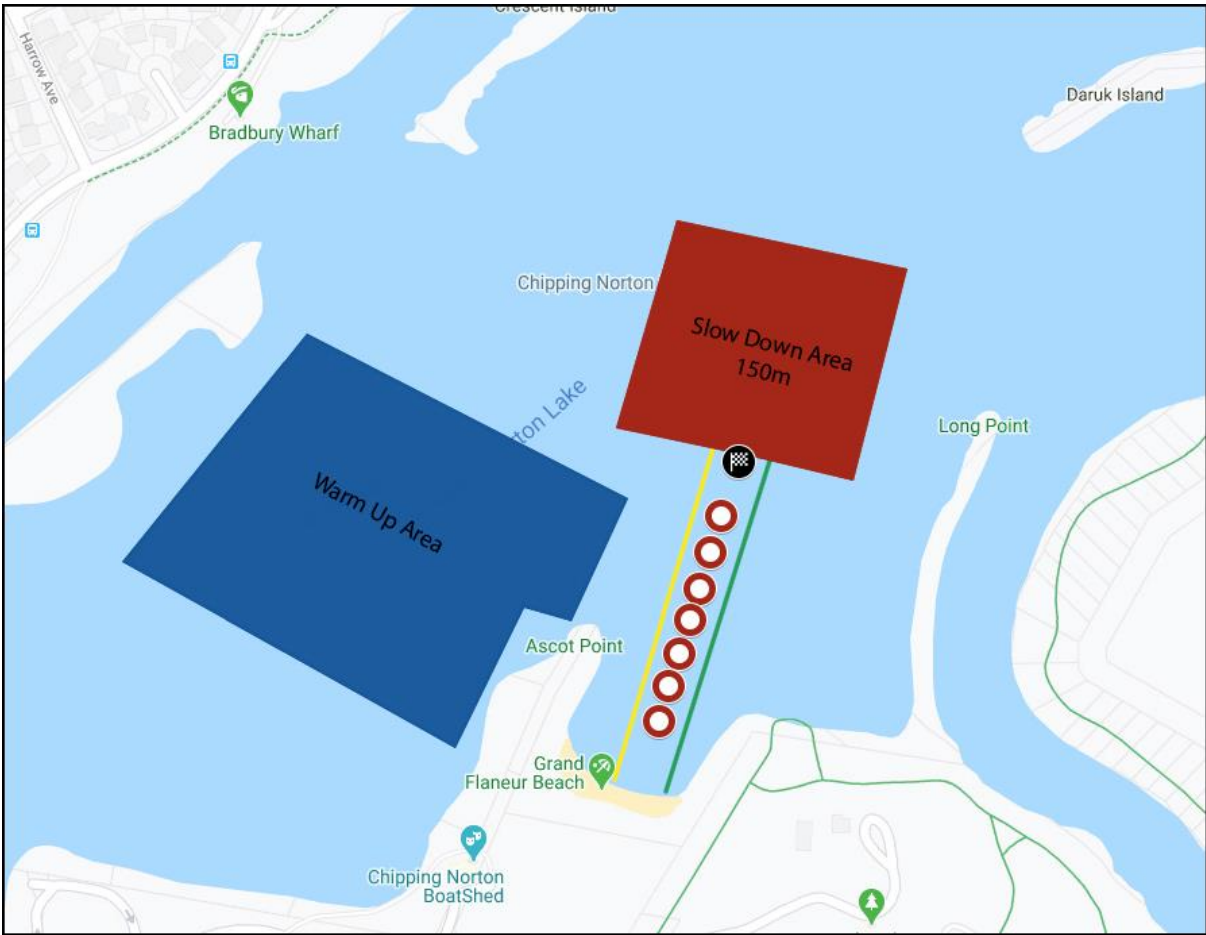 Crescent Island
Harrow Ave
Daruk Island
Bradbury Wharf
Chipping Norton
Slow Down Area
150m
ton Lake
Long Point
Warm Up Area
Ascot Point
Grand
Flaneur Beach
Chipping Norton
BoatShed